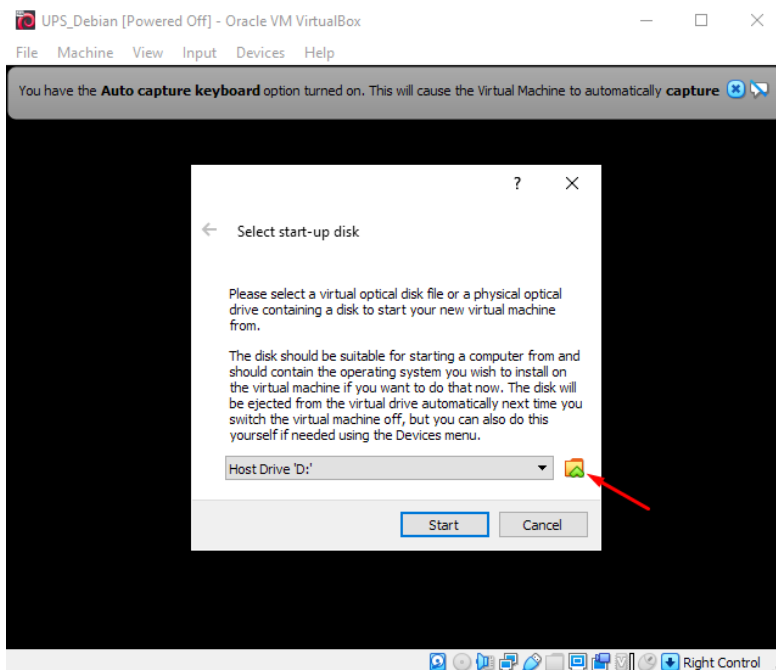 UPS_Debian [Powered Off] - Oracle VM VirtualBox
File Machine View Input Devices Help
You have the Auto capture keyboard option turned on. This will cause the Virtual Machine to automatically capture
?
Select start-up disk
Please select a virtual optical disk file or a physical optical
drive containing a disk to start your new virtual machine
from.
The disk should be suitable for starting a computer from and
should contain the operating system you wish to install on
the virtual machine if you want to do that now. The disk will
be ejected from the virtual drive automatically next time you
switch the virtual machine off, but you can also do this
yourself if needed using the Devices menu.
Host Drive 'D:'
Start Cancel
Right Control